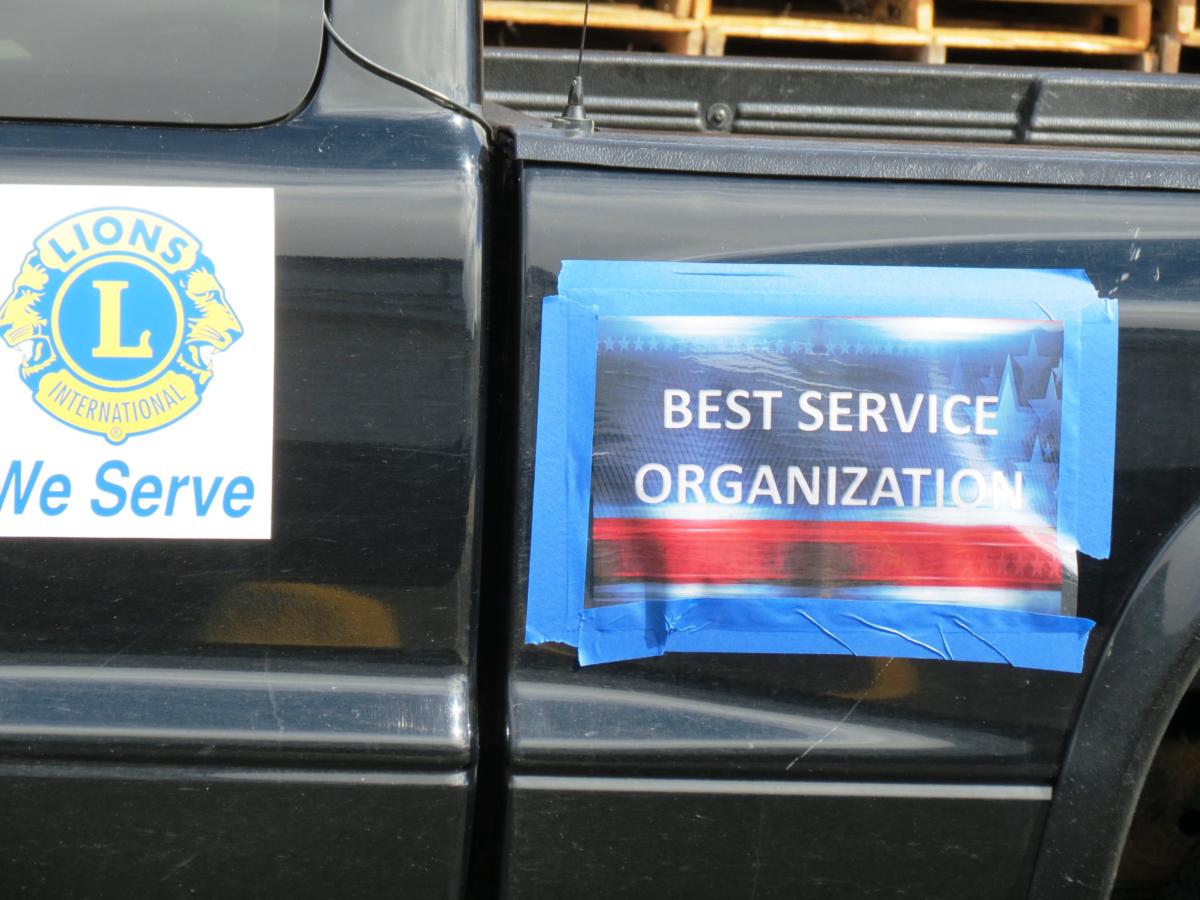 LIONS
L
INTERNATIONAL
®
We Serve
BEST SERVICE
ORGANIZATION